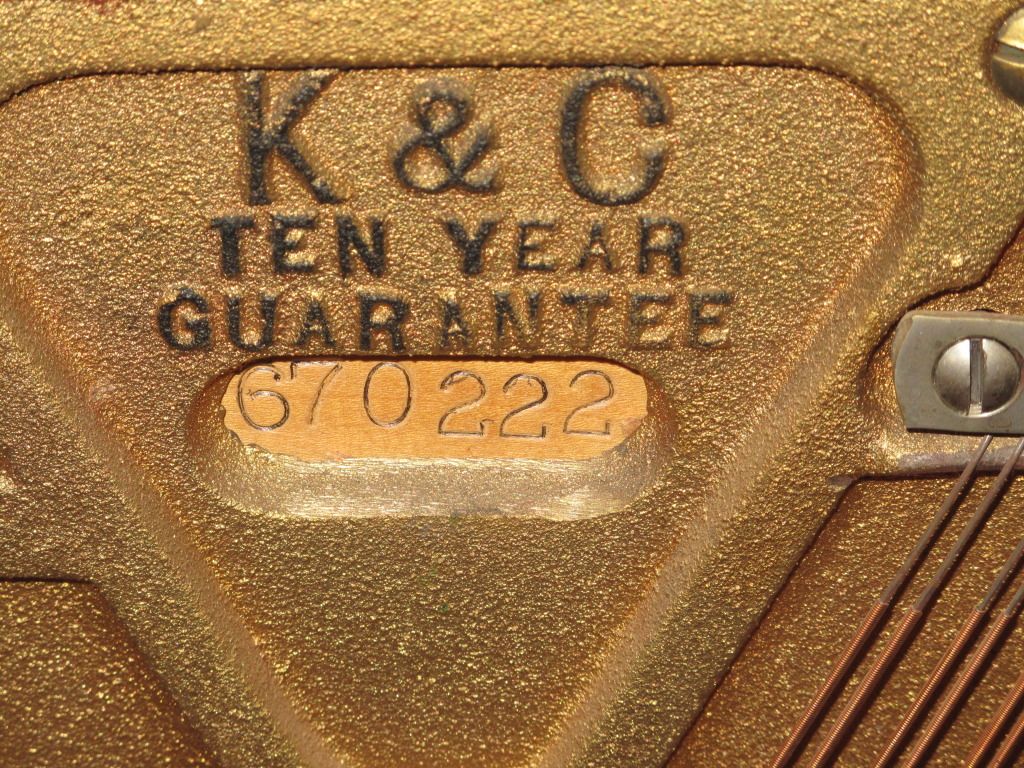 K & C
TEN YEAR
GUARANTEE
670222